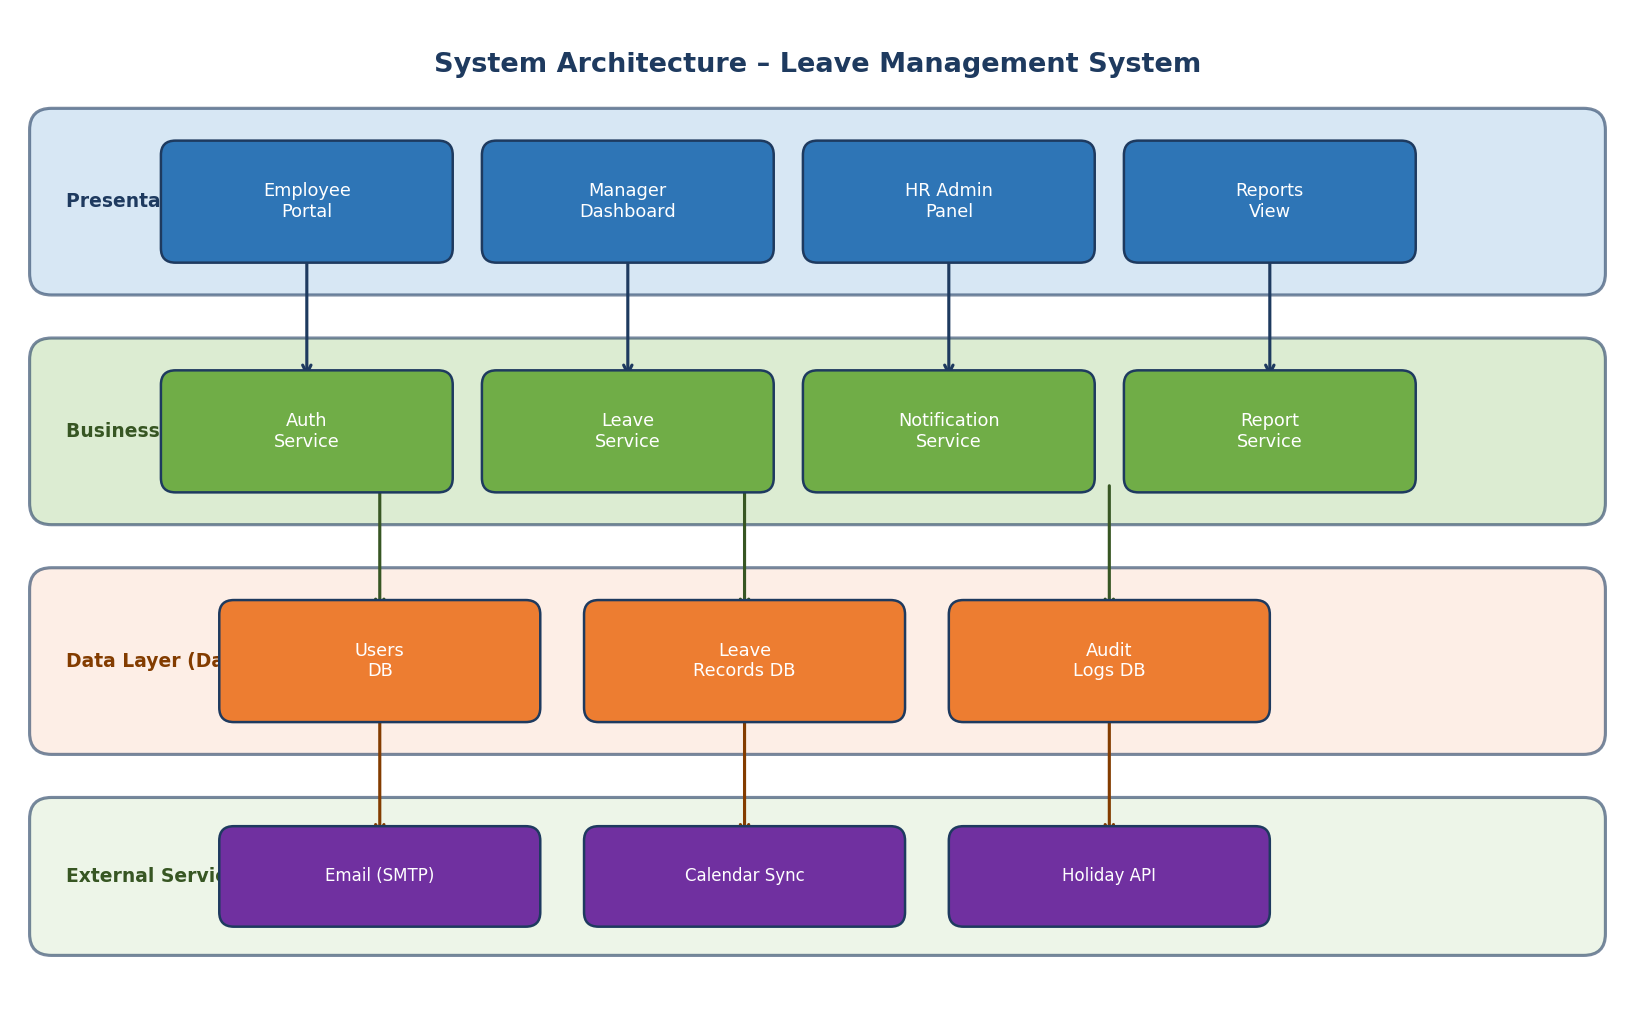 System Architecture – Leave Management System
Presenta
Employee
Portal
Manager
Dashboard
HR Admin
Panel
Reports
View
Business
Auth
Service
Leave
Service
Notification
Service
Report
Service
Data Layer (Da
Users
DB
Leave
Records DB
Audit
Logs DB
External Servic
Email (SMTP)
Calendar Sync
Holiday API